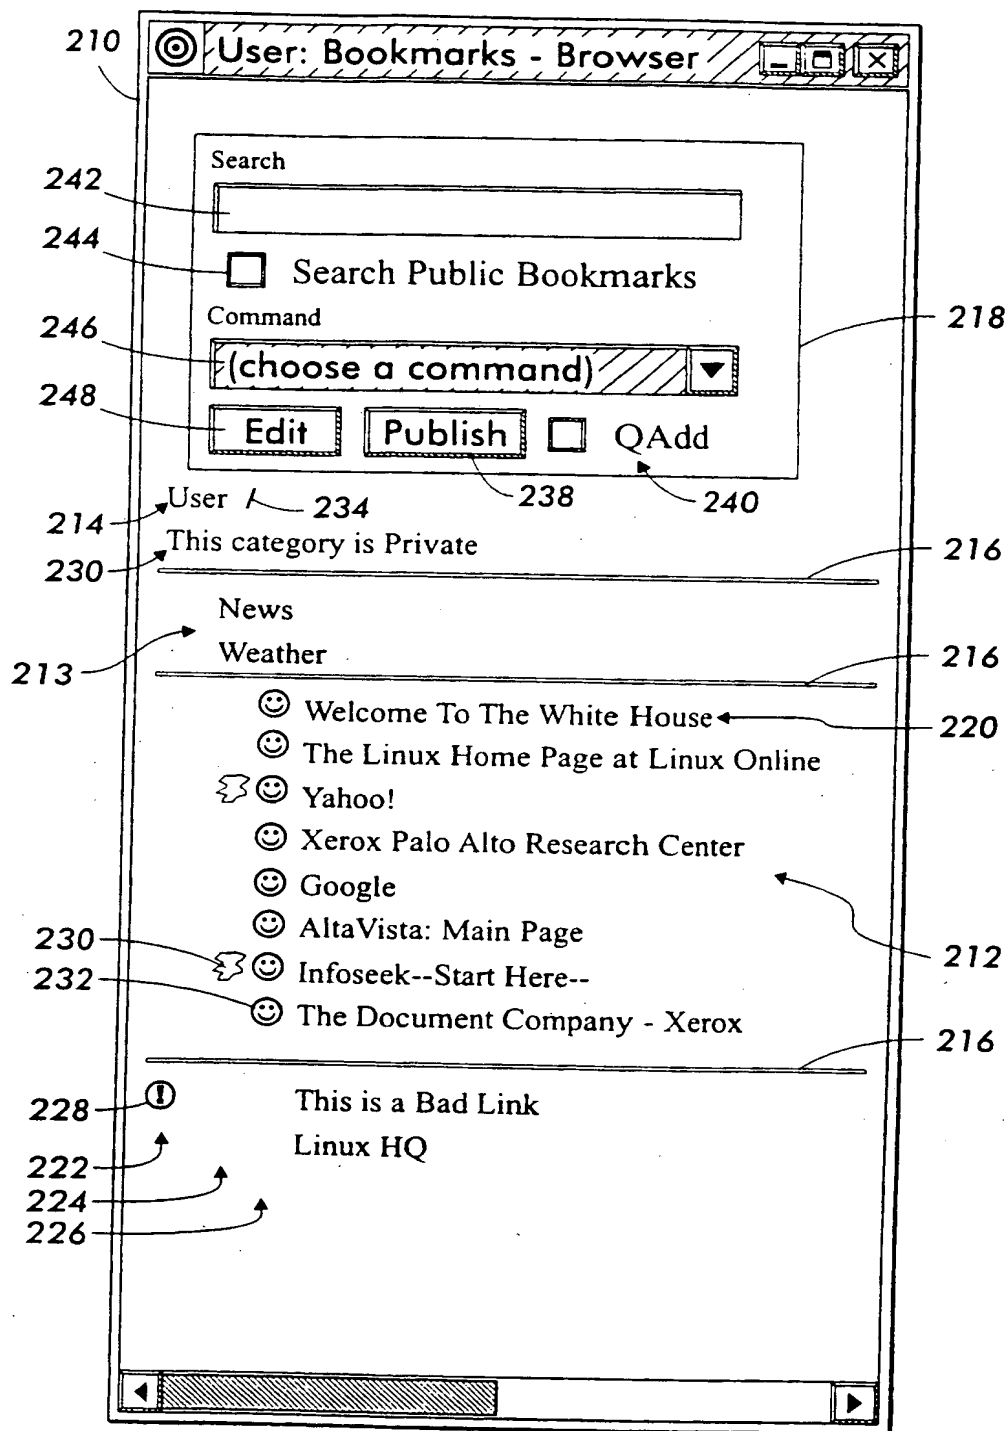 210
User: Bookmarks - Browser
Search
242
244
Search Public Bookmarks
Command
218
246
(choose a command)
248
Edit Publish QAdd
238
240
214 User / 234
230 This category is Private
216
News
213
Weather
216
Welcome To The White House 220
The Linux Home Page at Linux Online
Yahoo!
Xerox Palo Alto Research Center
Google
AltaVista: Main Page
230
212
Infoseek--Start Here--
232
The Document Company - Xerox
216
228 ! This is a Bad Link
Linux HQ
222
224
226